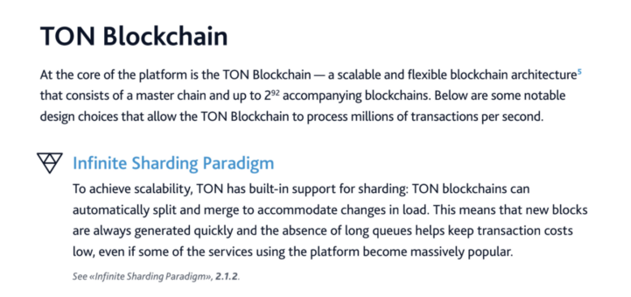 TON Blockchain
At the core of the platform is the TON Blockchain — a scalable and flexible blockchain architecture⁵
that consists of a master chain and up to 2⁹² accompanying blockchains. Below are some notable
design choices that allow the TON Blockchain to process millions of transactions per second.
Infinite Sharding Paradigm
To achieve scalability, TON has built-in support for sharding: TON blockchains can
automatically split and merge to accommodate changes in load. This means that new blocks
are always generated quickly and the absence of long queues helps keep transaction costs
low, even if some of the services using the platform become massively popular.
See «Infinite Sharding Paradigm», 2.1.2.